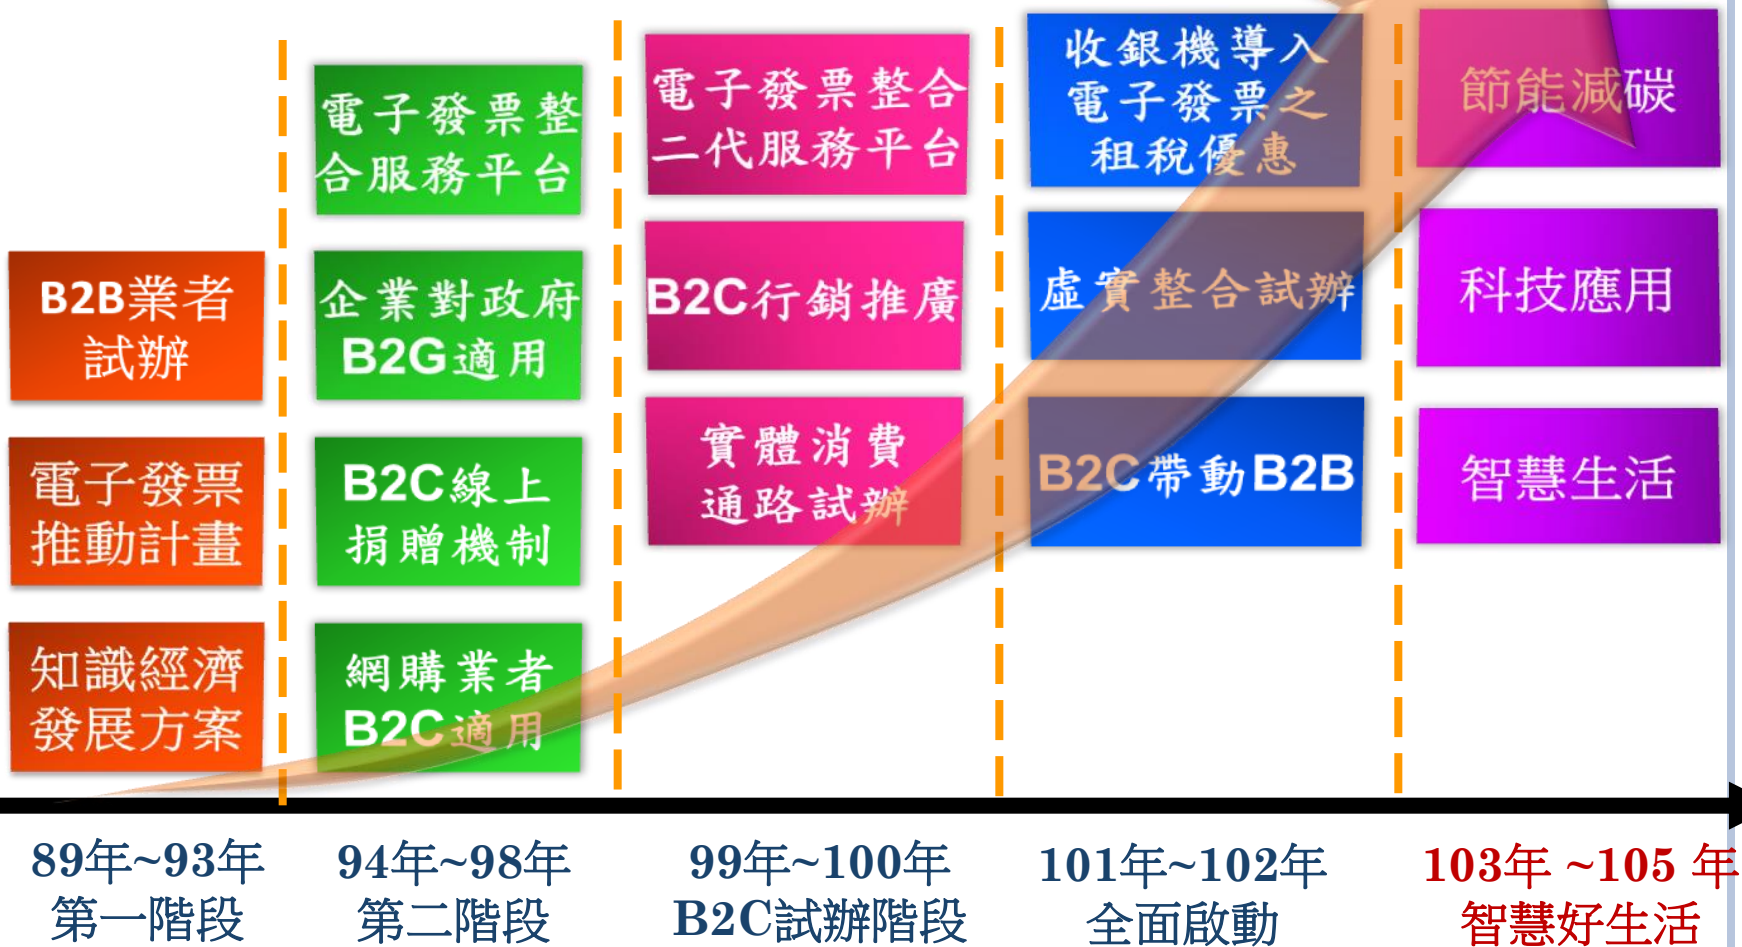 B2B業者
試辦
電子發票
推動計畫
知識經濟
發展方案
89年~93年
第一階段
電子發票整
合服務平台
企業對政府
B2G適用
B2C線上
捐贈機制
網購業者
B2C適用
94年~98年
第二階段
電子發票整合
二代服務平台
B2C行銷推廣
實體消費
通路試辦
99年~100年
B2C試辦階段
收銀機導入
電子發票之
租稅優惠
虛實整合試辦
B2C帶動B2B
101年~102年
全面啟動
節能減碳
科技應用
智慧生活
103年 ~105 年
智慧好生活